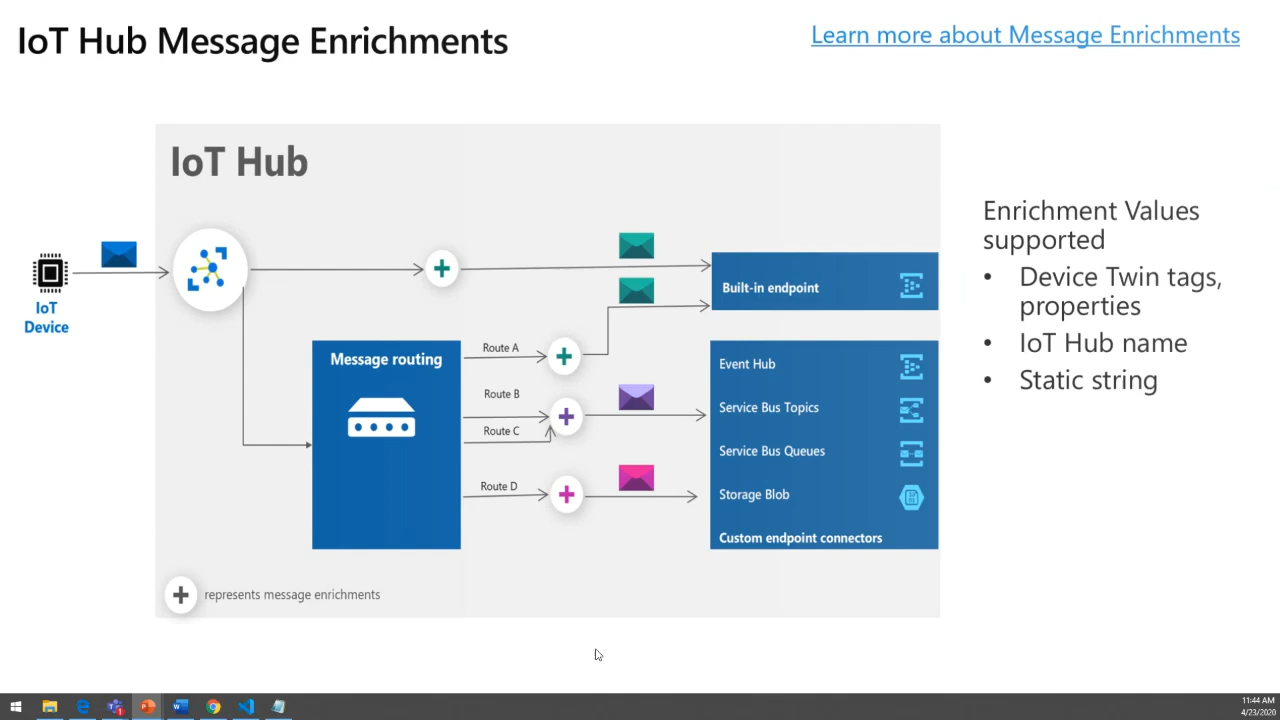 IoT Hub Message Enrichments
Learn more about Message Enrichments
IoT Hub
IoT
Device
Built-in endpoint
Message routing
Route A
Route B
Route C
Route D
Event Hub
Service Bus Topics
Service Bus Queues
Storage Blob
Custom endpoint connectors
represents message enrichments
Enrichment Values
supported
• Device Twin tags,
properties
• IoT Hub name
• Static string
11:44 AM
4/23/2020